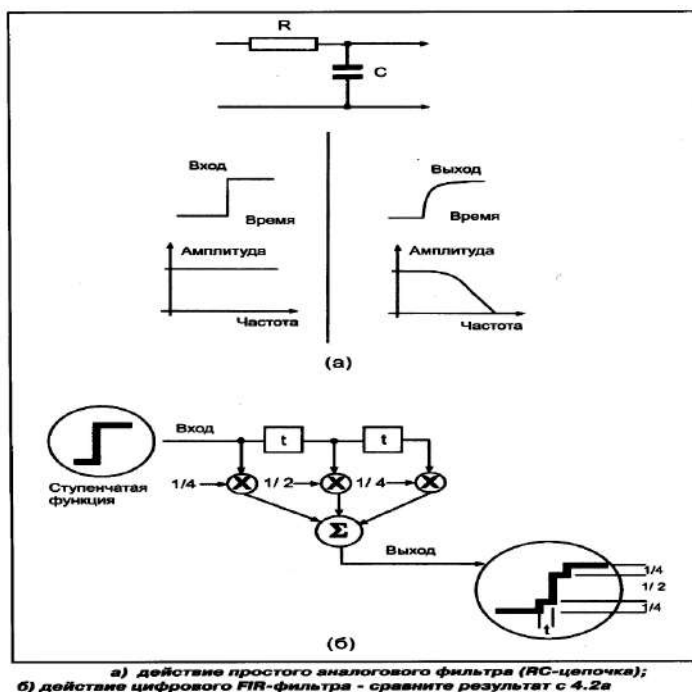 R
C
Вход
Время
Выход
Время
Амплитуда
Частота
Амплитуда
Частота
(а)
Вход
t
t
Ступенчатая
функция
1/4
X
1/2
X
1/4
X
Σ
Выход
1/4
1/2
1/4
t
(б)
а) действие простого аналогового фильтра (RC-цепочка);
б) действие цифрового FIR-фильтра - сравните результат с 4.2а